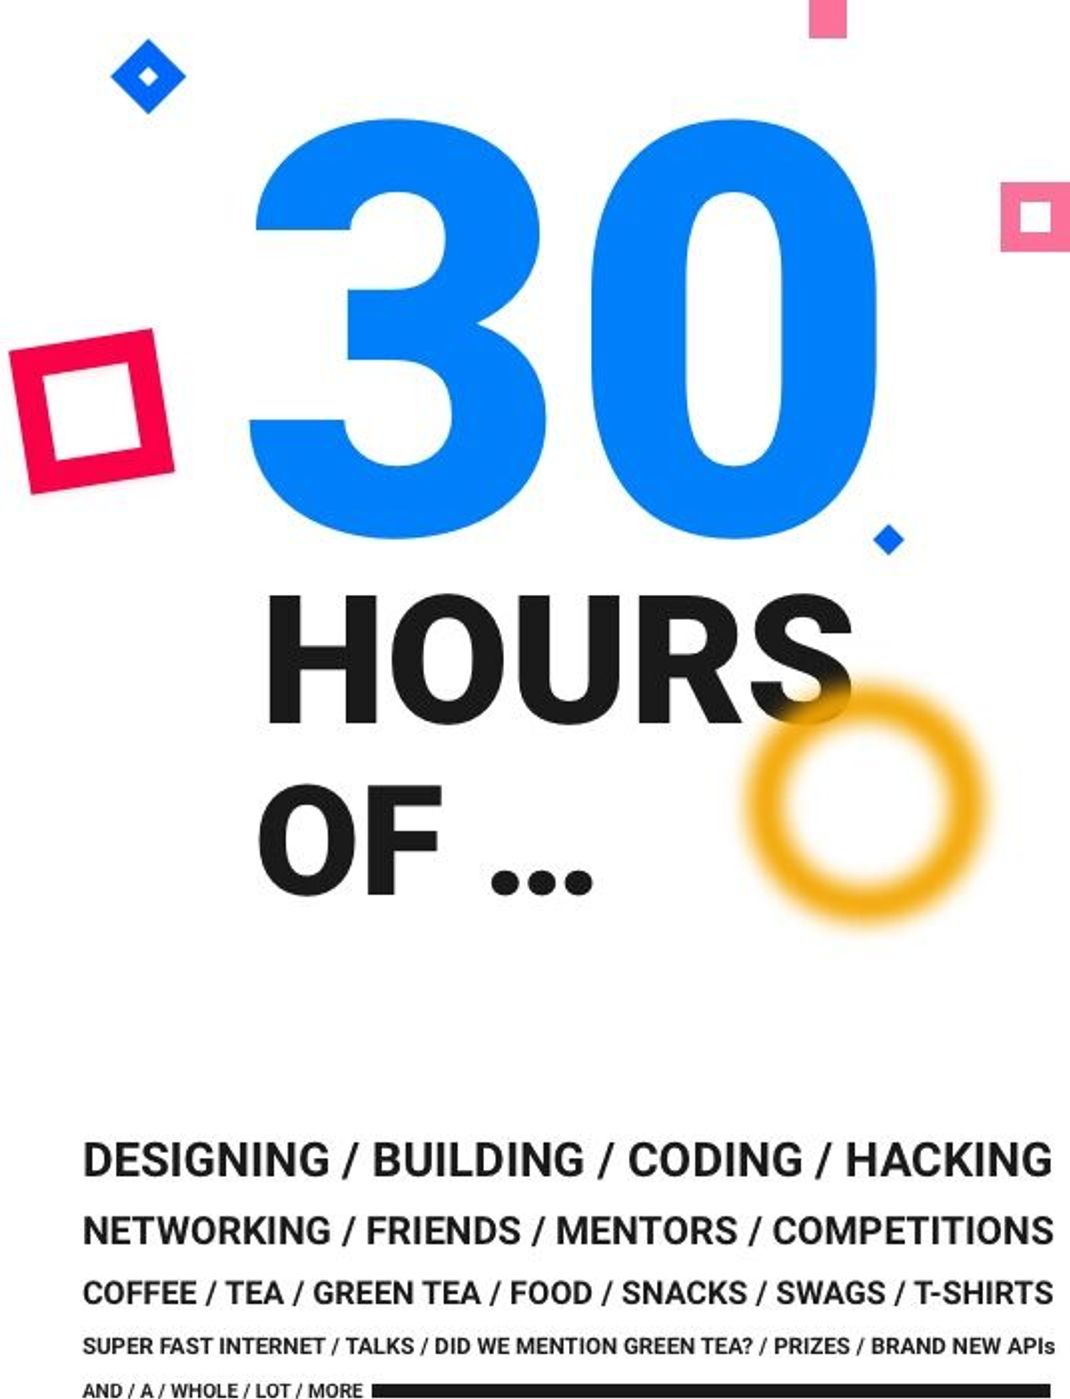 30
HOURS
OF ...
DESIGNING / BUILDING / CODING / HACKING
NETWORKING / FRIENDS / MENTORS / COMPETITIONS
COFFEE / TEA / GREEN TEA / FOOD / SNACKS / SWAGS / T-SHIRTS
SUPER FAST INTERNET / TALKS / DID WE MENTION GREEN TEA? / PRIZES / BRAND NEW APIs
AND / A / WHOLE / LOT / MORE